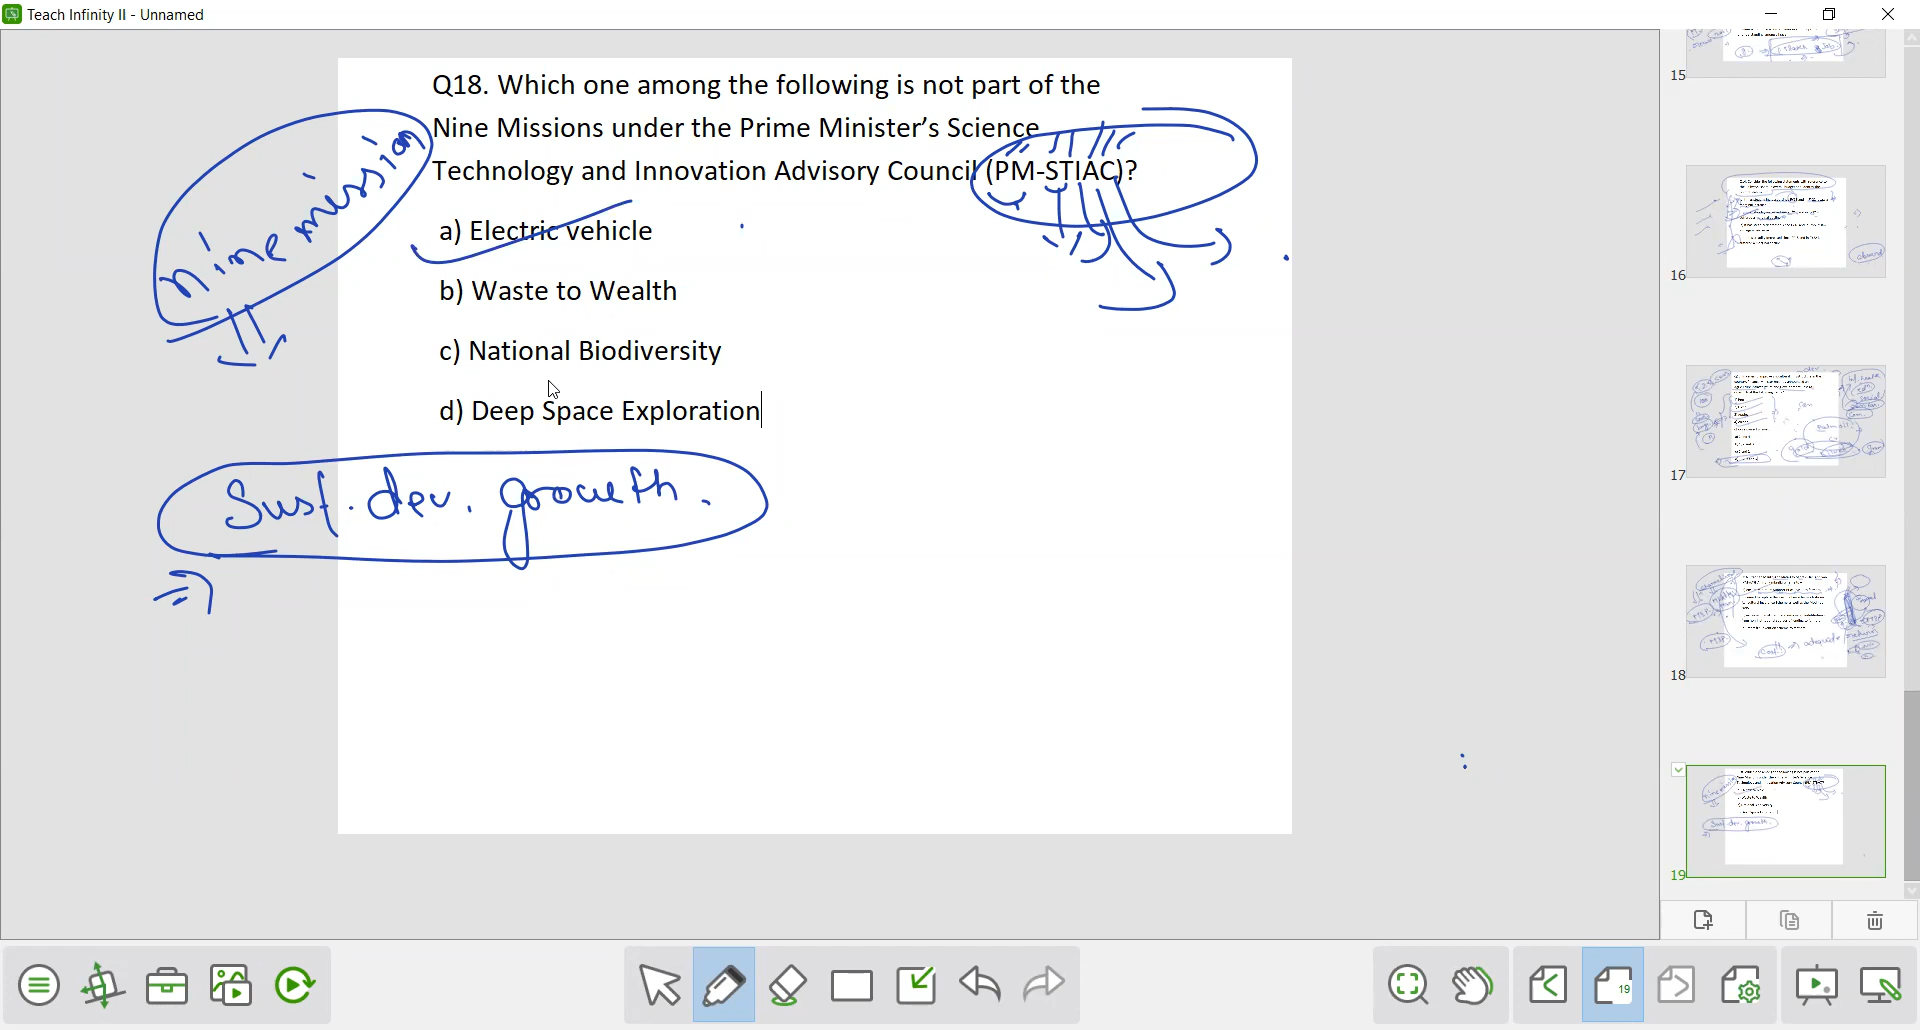 Teach Infinity II - Unnamed
Q18. Which one among the following is not part of the
Nine Missions under the Prime Minister's Science
Technology and Innovation Advisory Council (PM-STIAC)?
a) Electric vehicle
b) Waste to Wealth
c) National Biodiversity
d) Deep Space Exploration
nine mission
Sust. dev. growth.
15
16
17
18
19
19